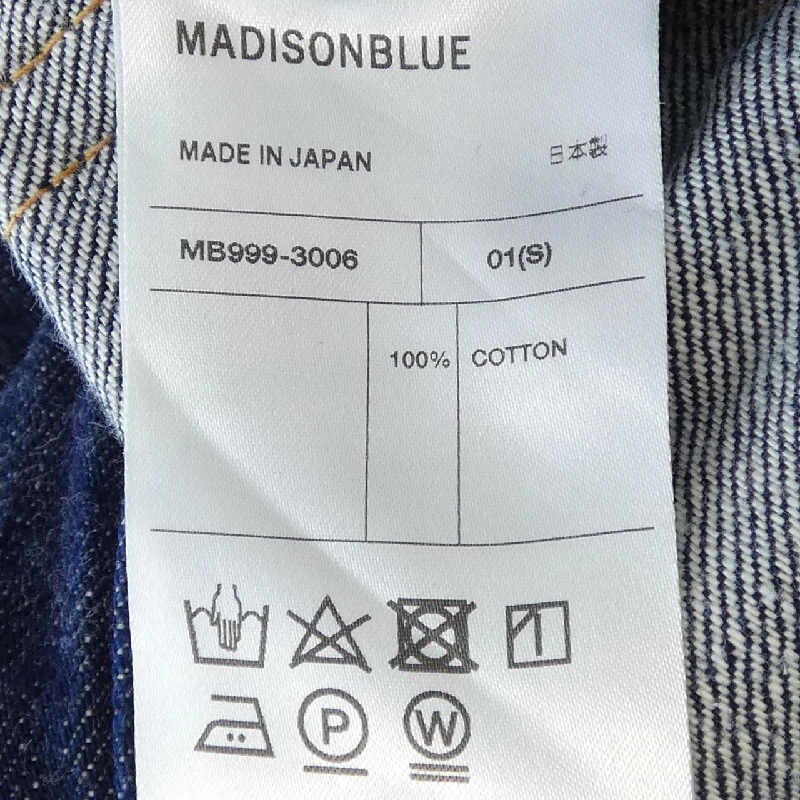 MADISONBLUE
MADE IN JAPAN 日本製
MB999-3006 01(S)
100% COTTON
P W